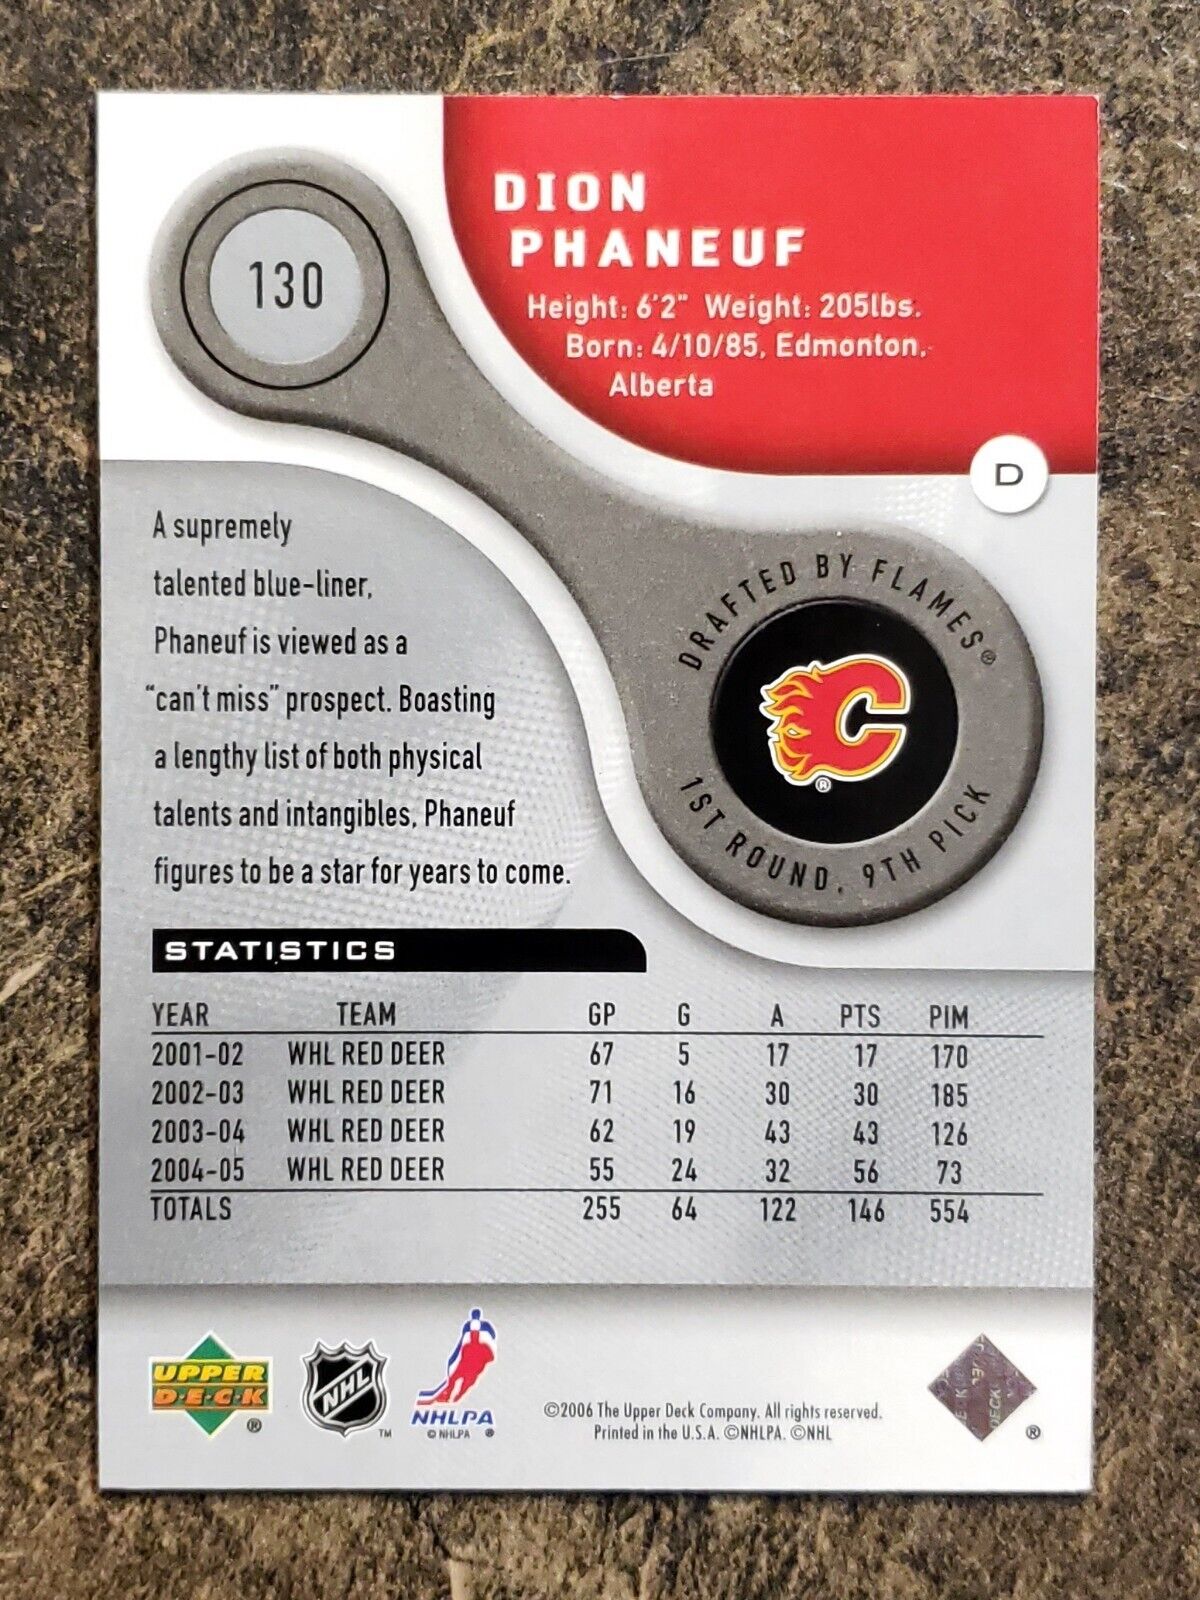 130
DION
PHANEUF
Height: 6'2" Weight: 205lbs.
Born: 4/10/85, Edmonton,
Alberta
D
A supremely
talented blue-liner,
Phaneuf is viewed as a
"can't miss" prospect. Boasting
a lengthy list of both physical
talents and intangibles, Phaneuf
figures to be a star for years to come.
DRAFTED BY FLAMES®
1ST ROUND, 9TH PICK
®
STATISTICS
YEAR TEAM GP G A PTS PIM
2001-02 WHL RED DEER 67 5 17 17 170
2002-03 WHL RED DEER 71 16 30 30 185
2003-04 WHL RED DEER 62 19 43 43 126
2004-05 WHL RED DEER 55 24 32 56 73
TOTALS 255 64 122 146 554
UPPER
DECK
®
NHL
™
NHLPA
© NHLPA ®
©2006 The Upper Deck Company. All rights reserved.
Printed in the U.S.A. ©NHLPA. ©NHL
DECK
®